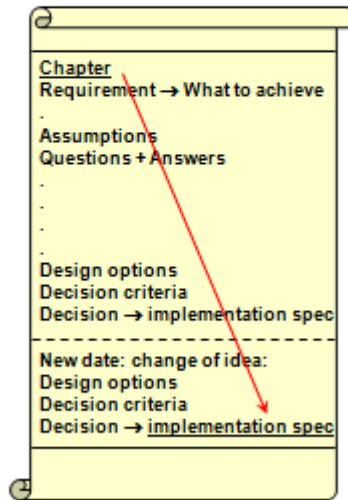 Chapter
Requirement → What to achieve
.
Assumptions
Questions + Answers
.
.
.
.
Design options
Decision criteria
Decision → implementation spec
New date: change of idea:
Design options
Decision criteria
Decision → implementation spec